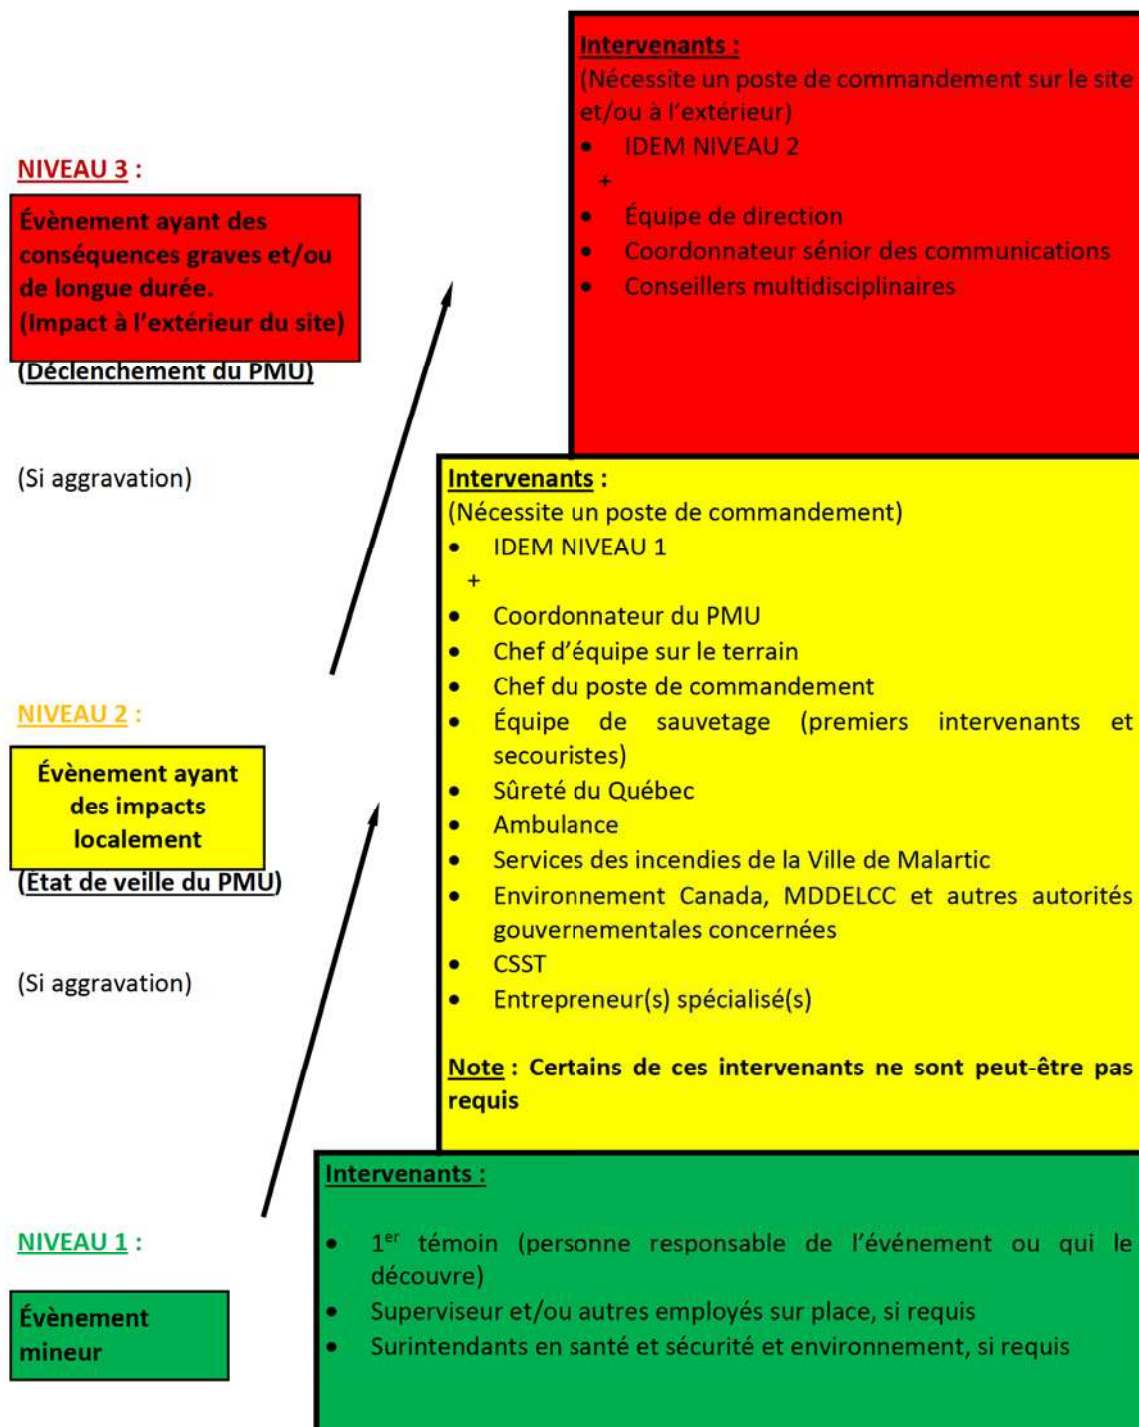 Intervenants :
(Nécessite un poste de commandement sur le site
et/ou à l'extérieur)
• IDEM NIVEAU 2
+
• Équipe de direction
• Coordonnateur sénior des communications
• Conseillers multidisciplinaires
NIVEAU 3 :
Évènement ayant des
conséquences graves et/ou
de longue durée.
(Impact à l'extérieur du site)
(Déclenchement du PMU)
(Si aggravation)
Intervenants :
(Nécessite un poste de commandement)
• IDEM NIVEAU 1
+
• Coordonnateur du PMU
• Chef d'équipe sur le terrain
• Chef du poste de commandement
• Équipe de sauvetage (premiers intervenants et
secouristes)
• Sûreté du Québec
• Ambulance
• Services des incendies de la Ville de Malartic
• Environnement Canada, MDDELCC et autres autorités
gouvernementales concernées
• CSST
• Entrepreneur(s) spécialisé(s)
Note : Certains de ces intervenants ne sont peut-être pas
requis
NIVEAU 2 :
Évènement ayant
des impacts
localement
(État de veille du PMU)
(Si aggravation)
Intervenants :
• 1er témoin (personne responsable de l'événement ou qui le
découvre)
• Superviseur et/ou autres employés sur place, si requis
• Surintendants en santé et sécurité et environnement, si requis
NIVEAU 1 :
Évènement
mineur